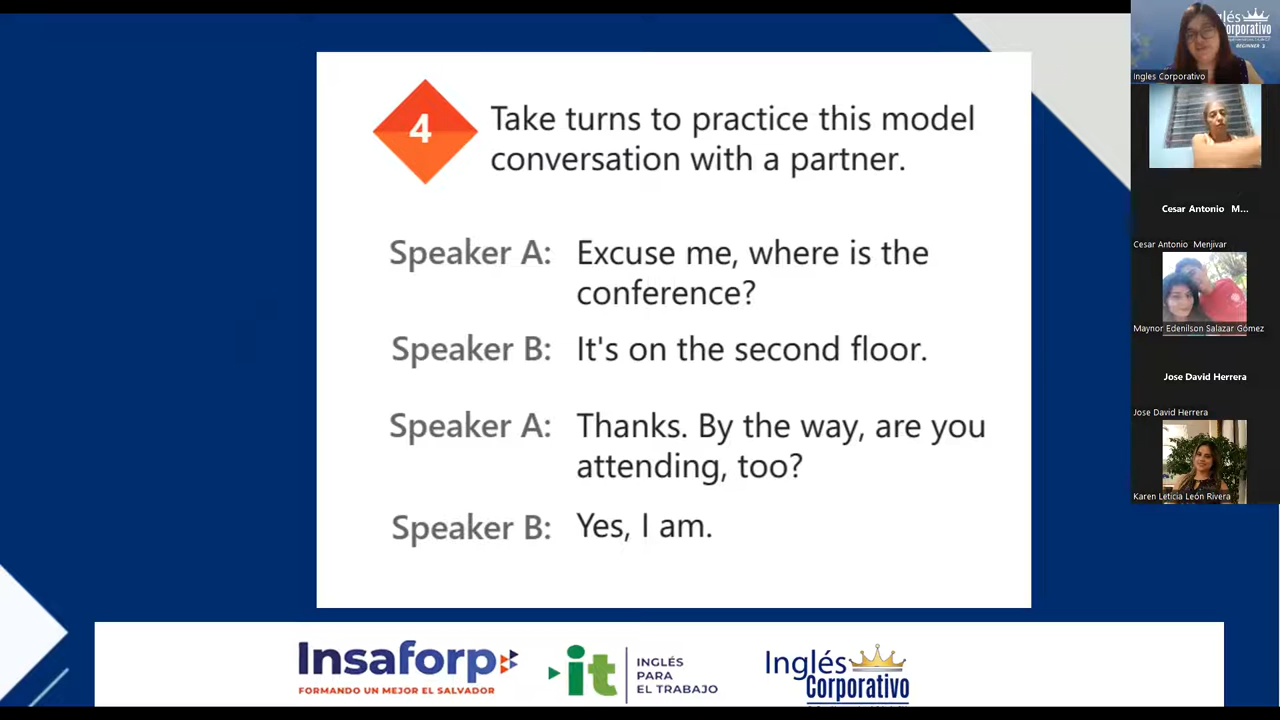 4
Take turns to practice this model
conversation with a partner.
Speaker A: Excuse me, where is the
conference?
Speaker B: It's on the second floor.
Speaker A: Thanks. By the way, are you
attending, too?
Speaker B: Yes, I am.
Insaforp
FORMANDO UN MEJOR EL SALVADOR
it
INGLÉS
PARA
EL TRABAJO
Inglés
Corporativo
Corporativo
BEGINNER 2
Ingles Corporativo
Cesar Antonio M...
Cesar Antonio Menjivar
Maynor Edenilson Salazar Gómez
Jose David Herrera
Jose David Herrera
Karen Leticia León Rivera